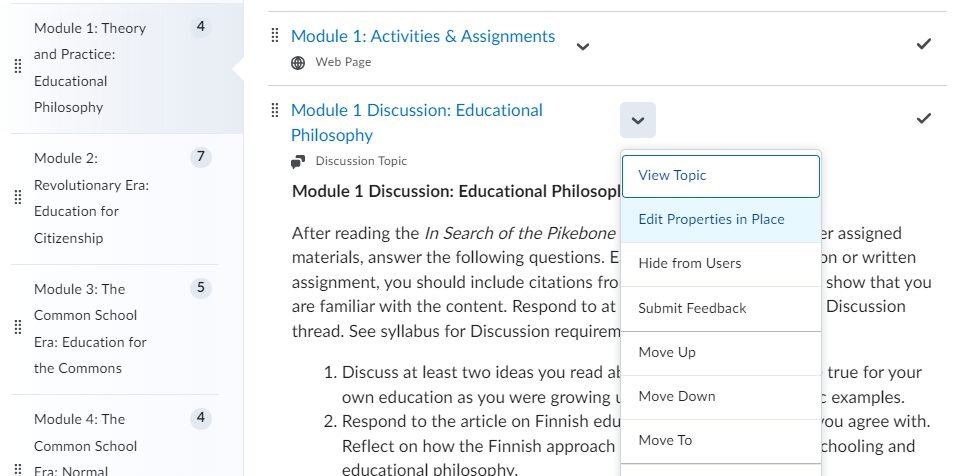 Module 1: Theory
and Practice:
Educational
Philosophy
4
Module 2:
Revolutionary Era:
Education for
Citizenship
7
Module 3: The
Common School
Era: Education for
the Commons
5
Module 4: The
Common School
Era: Normal
4
Module 1: Activities & Assignments
Web Page
Module 1 Discussion: Educational
Philosophy
Discussion Topic
Module 1 Discussion: Educational
After reading the In Search of the Pikebone er assigned
materials, answer the following questions. on or written
assignment, you should include citations show that you
are familiar with the content. Respond to at Discussion
thread. See syllabus for Discussion
1. Discuss at least two ideas you read true for your
own education as you were growing examples.
2. Respond to the article on Finnish you agree with.
Reflect on how the Finnish approach schooling and
educational philosophy.
View Topic
Edit Properties in Place
Hide from Users
Submit Feedback
Move Up
Move Down
Move To